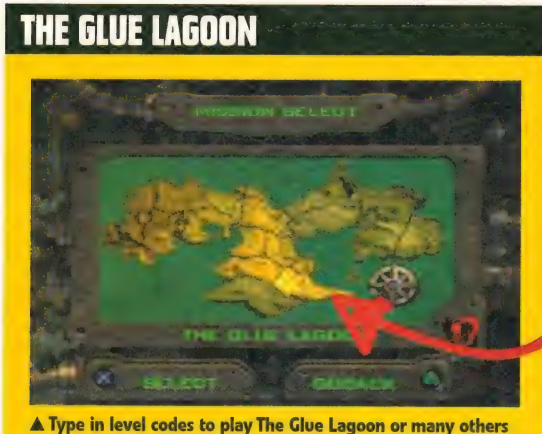 THE GLUE LAGOON
MISSION SELECT
THE GLUE LAGOON
SELECT
GO BACK
▲ Type in level codes to play The Glue Lagoon or many others